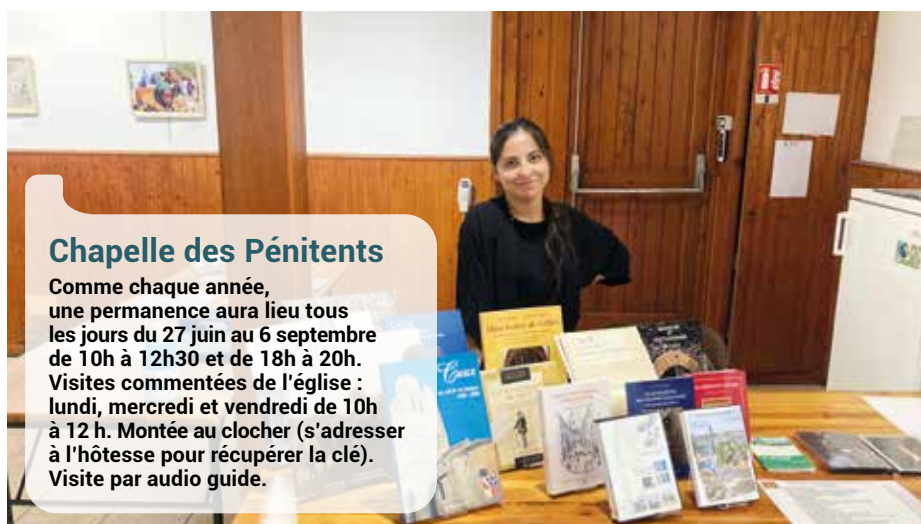 Chapelle des Pénitents
Comme chaque année,
une permanence aura lieu tous
les jours du 27 juin au 6 septembre
de 10h à 12h30 et de 18h à 20h.
Visites commentées de l'église :
lundi, mercredi et vendredi de 10h
à 12 h. Montée au clocher (s'adresser
à l'hôtesse pour récupérer la clé).
Visite par audio guide.